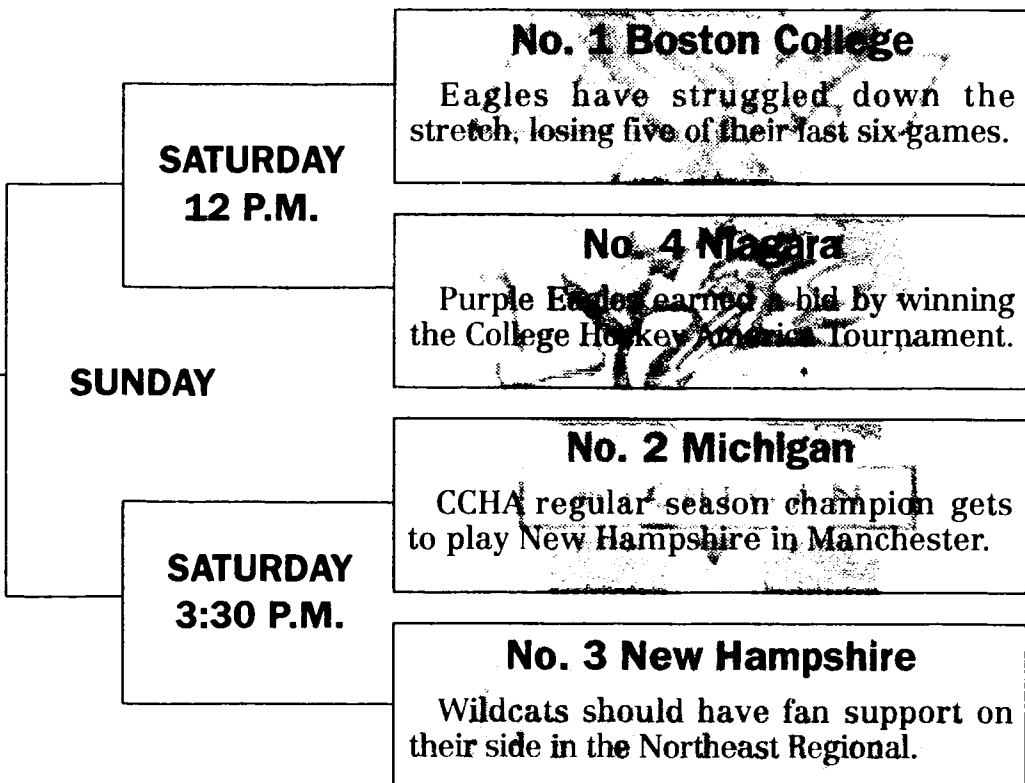 No. 1 Boston College
Eagles have struggled down the
stretch, losing five of their last six games.
SATURDAY
12 P.M.
No. 4 Niagara
Purple Eagles earned a bid by winning
the College Hockey America Tournament.
SUNDAY
No. 2 Michigan
CCHA regular season champion gets
to play New Hampshire in Manchester.
SATURDAY
3:30 P.M.
No. 3 New Hampshire
Wildcats should have fan support on
their side in the Northeast Regional.